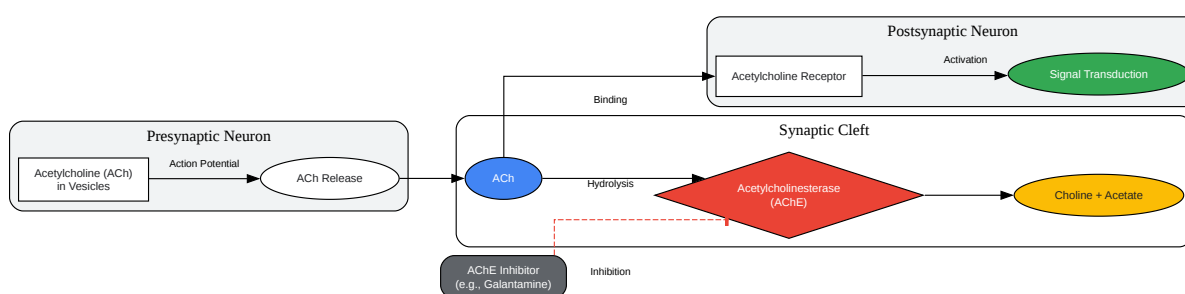 Postsynaptic Neuron
Acetylcholine Receptor
Activation
Signal Transduction
Binding
Presynaptic Neuron
Acetylcholine (ACh)
in Vesicles
Action Potential
ACh Release
Synaptic Cleft
ACh
Hydrolysis
Acetylcholinesterase
(AChE)
Choline + Acetate
AChE Inhibitor
(e.g., Galantamine)
Inhibition